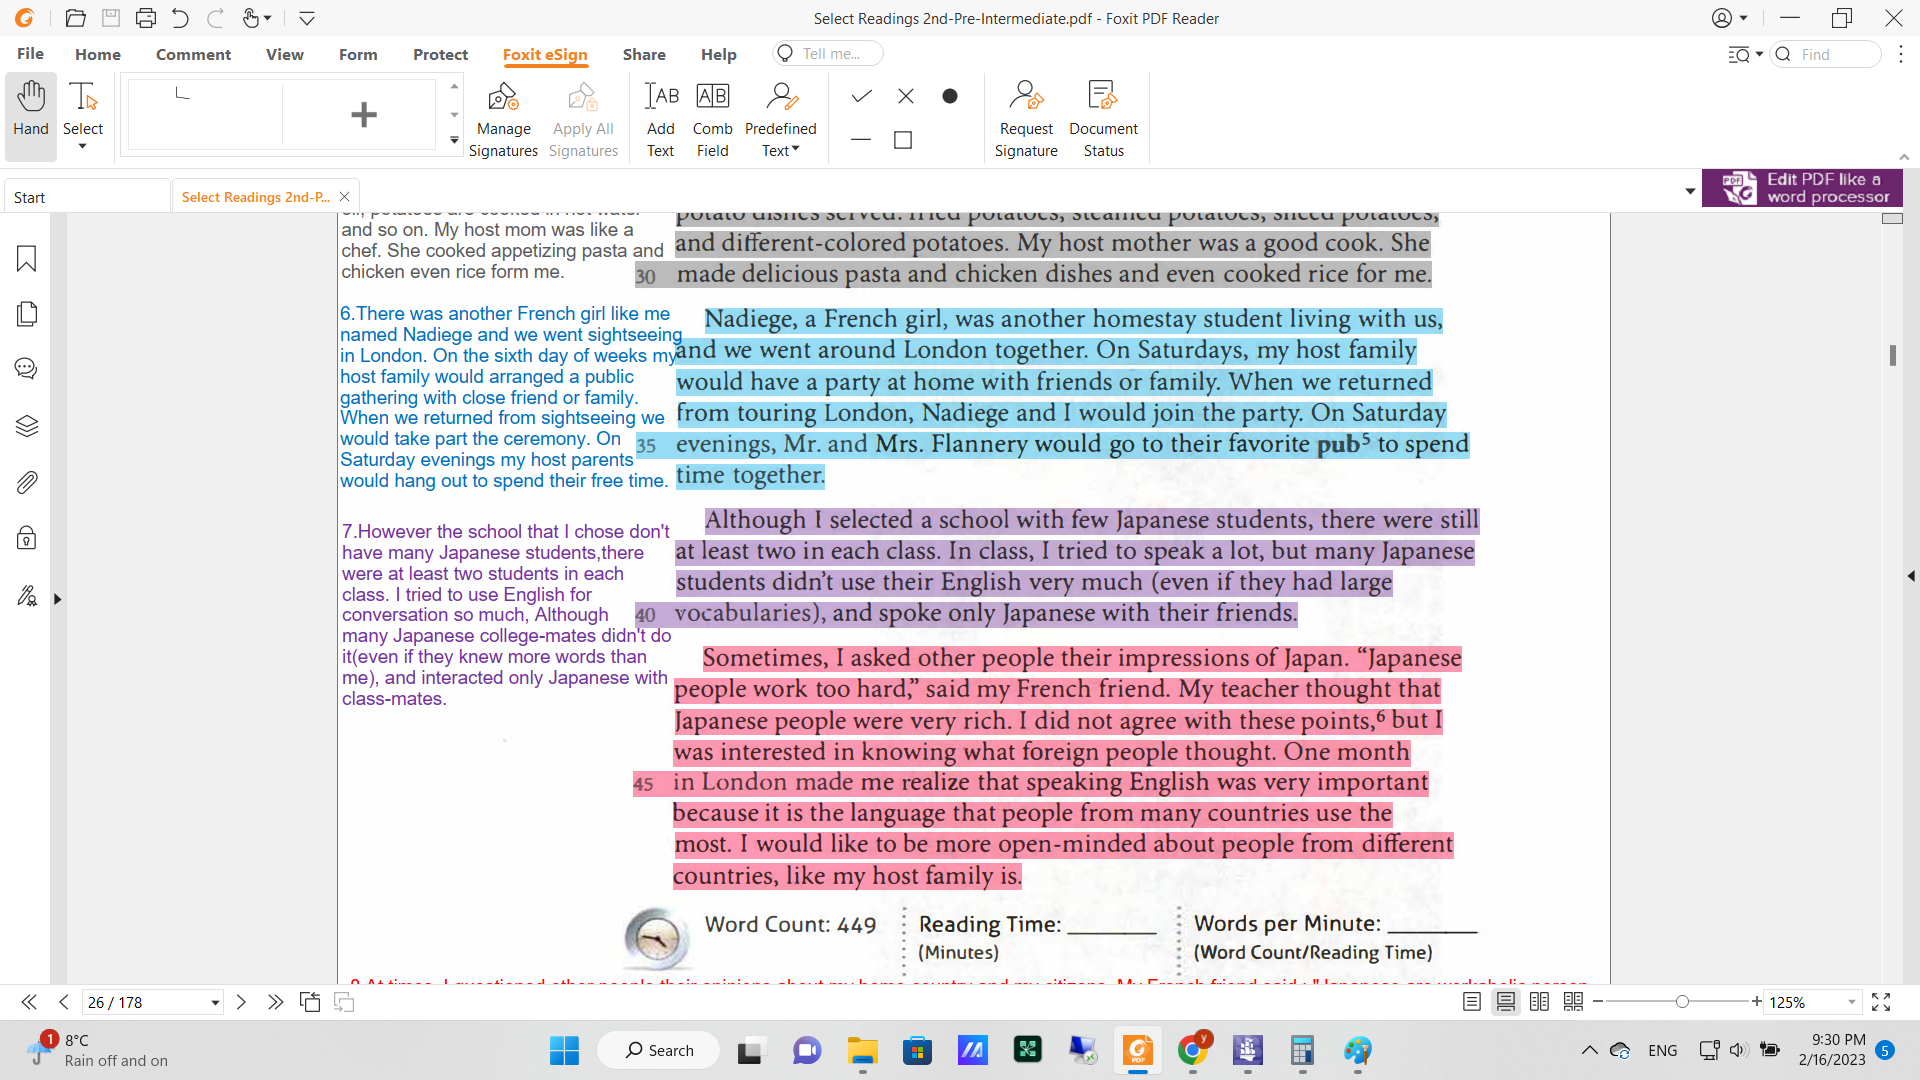 Select Readings 2nd-Pre-Intermediate.pdf - Foxit PDF Reader
File
Home
Comment
View
Form
Protect
Foxit eSign
Share
Help
Tell me...
Find
Hand
Select
Manage Signatures
Apply All Signatures
Add Text
Comb Field
Predefined Text
Request Signature
Document Status
Start
Select Readings 2nd-P...
Edit PDF like a
word processor
and so on. My host mom was like a
chef. She cooked appetizing pasta and
chicken even rice form me.
6.There was another French girl like me
named Nadiege and we went sightseeing
in London. On the sixth day of weeks my
host family would arranged a public
gathering with close friend or family.
When we returned from sightseeing we
would take part the ceremony. On
Saturday evenings my host parents
would hang out to spend their free time.
7.However the school that I chose don't
have many Japanese students,there
were at least two students in each
class. I tried to use English for
conversation so much, Although
many Japanese college-mates didn't do
it(even if they knew more words than
me), and interacted only Japanese with
class-mates.
potato dishes served: fried potatoes, steamed potatoes, sliced potatoes,
and different-colored potatoes. My host mother was a good cook. She
30 made delicious pasta and chicken dishes and even cooked rice for me.
Nadiege, a French girl, was another homestay student living with us,
and we went around London together. On Saturdays, my host family
would have a party at home with friends or family. When we returned
from touring London, Nadiege and I would join the party. On Saturday
35 evenings, Mr. and Mrs. Flannery would go to their favorite pub⁵ to spend
time together.
Although I selected a school with few Japanese students, there were still
at least two in each class. In class, I tried to speak a lot, but many Japanese
students didn't use their English very much (even if they had large
40 vocabularies), and spoke only Japanese with their friends.
Sometimes, I asked other people their impressions of Japan. "Japanese
people work too hard," said my French friend. My teacher thought that
Japanese people were very rich. I did not agree with these points,⁶ but I
was interested in knowing what foreign people thought. One month
45 in London made me realize that speaking English was very important
because it is the language that people from many countries use the
most. I would like to be more open-minded about people from different
countries, like my host family is.
Word Count: 449
Reading Time: ________
(Minutes)
Words per Minute: ________
(Word Count/Reading Time)
26 / 178
125%
1
8°C
Rain off and on
Search
y
ENG
9:30 PM
2/16/2023
5